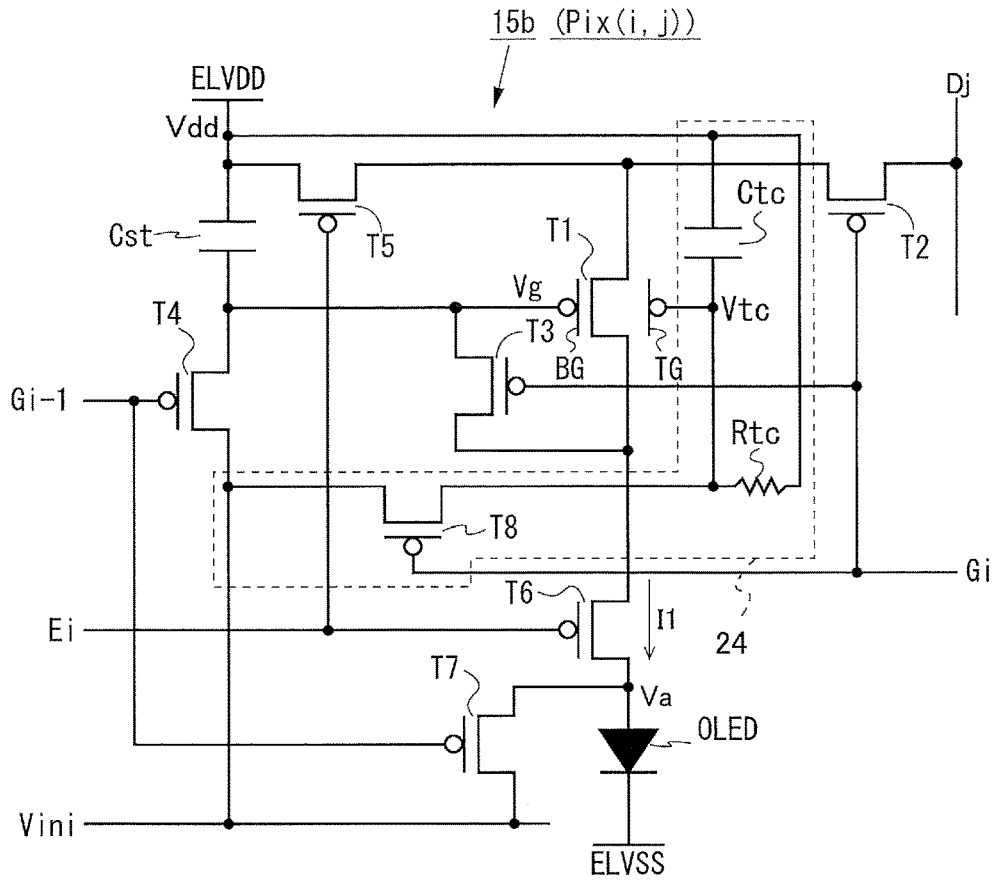 15b (Pix(i, j))
ELVDD
Dj
Vdd
Ctc
Cst
T5
T2
T1
Vg
Vtc
T4
T3
BG
TG
Gi-1
Rtc
T8
Gi
T6
I1
Ei
24
T7
Va
OLED
Vini
ELVSS